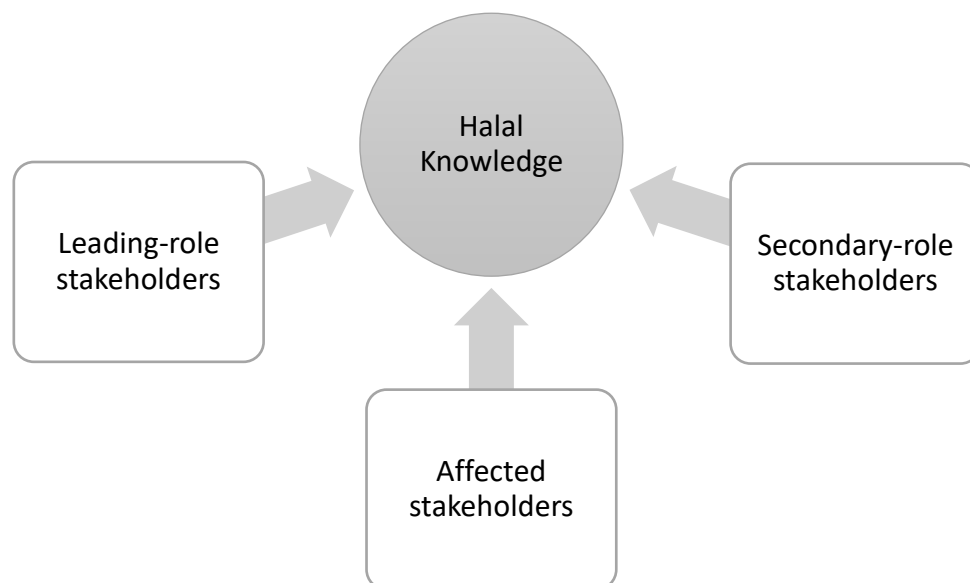 Halal
Knowledge
Leading-role
stakeholders
Secondary-role
stakeholders
Affected
stakeholders